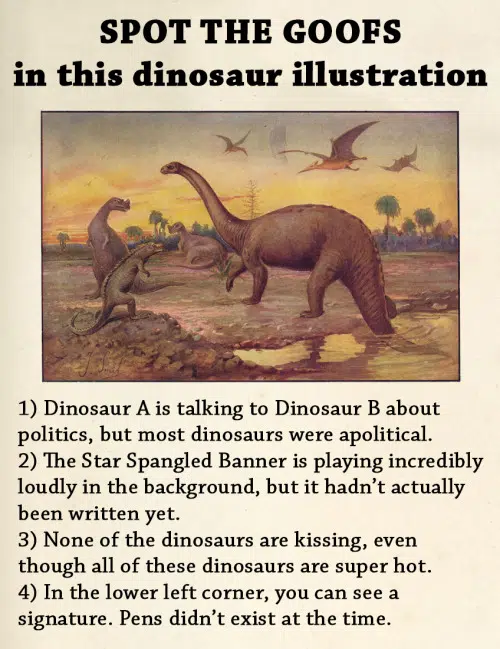 SPOT THE GOOFS
in this dinosaur illustration
1) Dinosaur A is talking to Dinosaur B about
politics, but most dinosaurs were apolitical.
2) The Star Spangled Banner is playing incredibly
loudly in the background, but it hadn’t actually
been written yet.
3) None of the dinosaurs are kissing, even
though all of these dinosaurs are super hot.
4) In the lower left corner, you can see a
signature. Pens didn’t exist at the time.